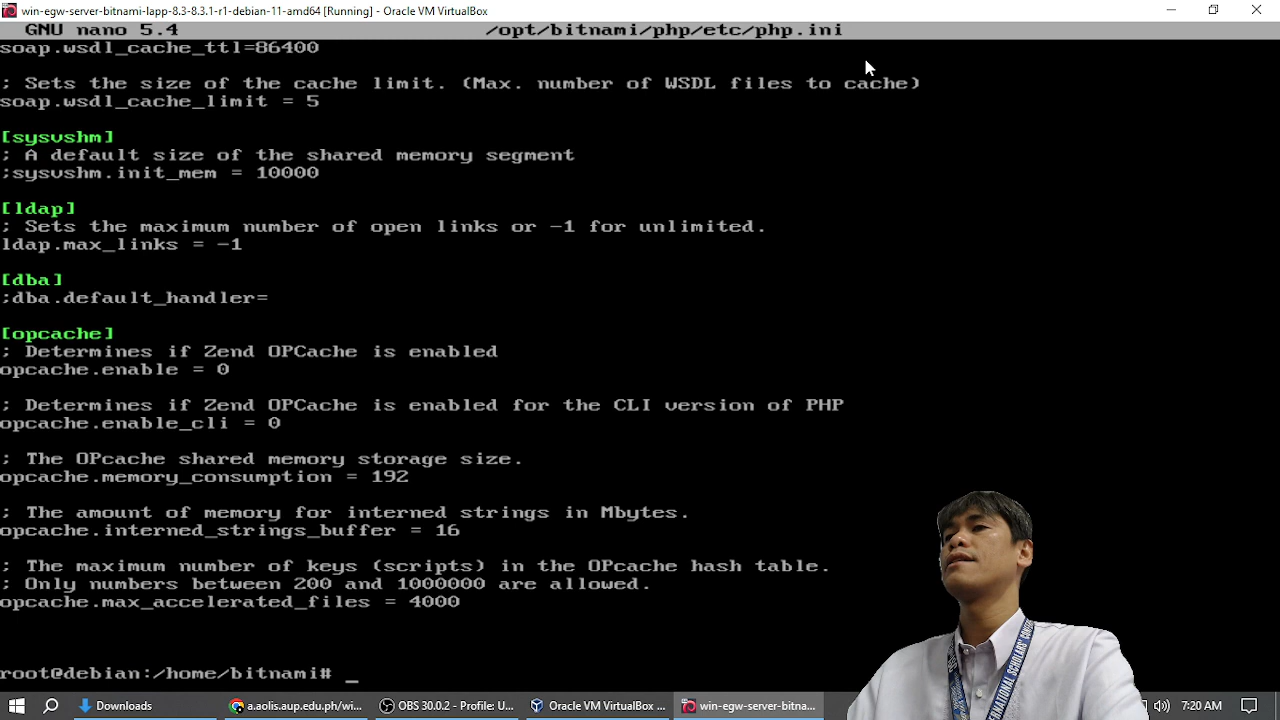 win-egw-server-bitnami-lapp-8.3-8.3.1-r1-debian-11-amd64 [Running] - Oracle VM VirtualBox
GNU nano 5.4 /opt/bitnami/php/etc/php.ini
soap.wsdl_cache_ttl=86400
; Sets the size of the cache limit. (Max. number of WSDL files to cache)
soap.wsdl_cache_limit = 5
[sysvshm]
; A default size of the shared memory segment
;sysvshm.init_mem = 10000
[ldap]
; Sets the maximum number of open links or -1 for unlimited.
ldap.max_links = -1
[dba]
;dba.default_handler=
[opcache]
; Determines if Zend OPCache is enabled
opcache.enable = 0
; Determines if Zend OPCache is enabled for the CLI version of PHP
opcache.enable_cli = 0
; The OPcache shared memory storage size.
opcache.memory_consumption = 192
; The amount of memory for interned strings in Mbytes.
opcache.interned_strings_buffer = 16
; The maximum number of keys (scripts) in the OPcache hash table.
; Only numbers between 200 and 1000000 are allowed.
opcache.max_accelerated_files = 4000
root@debian:/home/bitnami# _
Downloads
a.aolis.aup.edu.ph/wi...
OBS 30.0.2 - Profile: U...
Oracle VM VirtualBox ...
win-egw-server-bitna...
7:20 AM